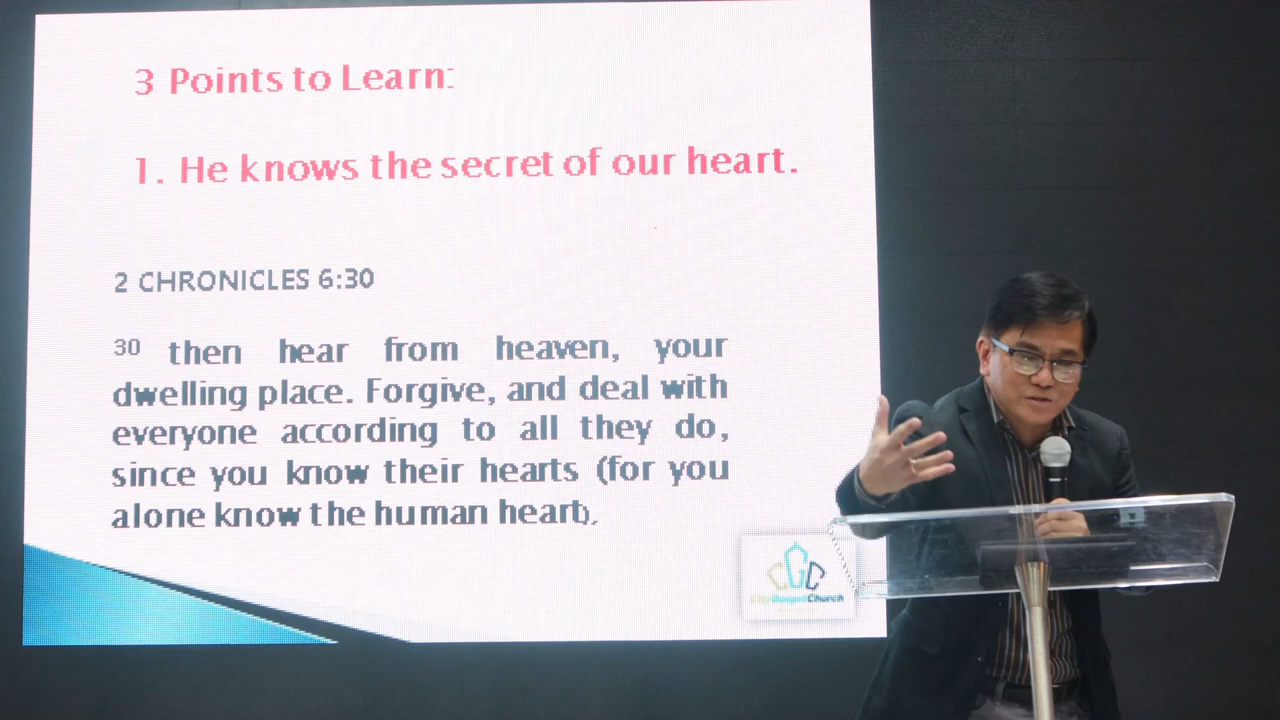 3 Points to Learn:
1. He knows the secret of our heart.
2 CHRONICLES 6:30
30 then hear from heaven, your
dwelling place. Forgive, and deal with
everyone according to all they do,
since you know their hearts (for you
alone know the human heart),
CGC
CityGospelChurch